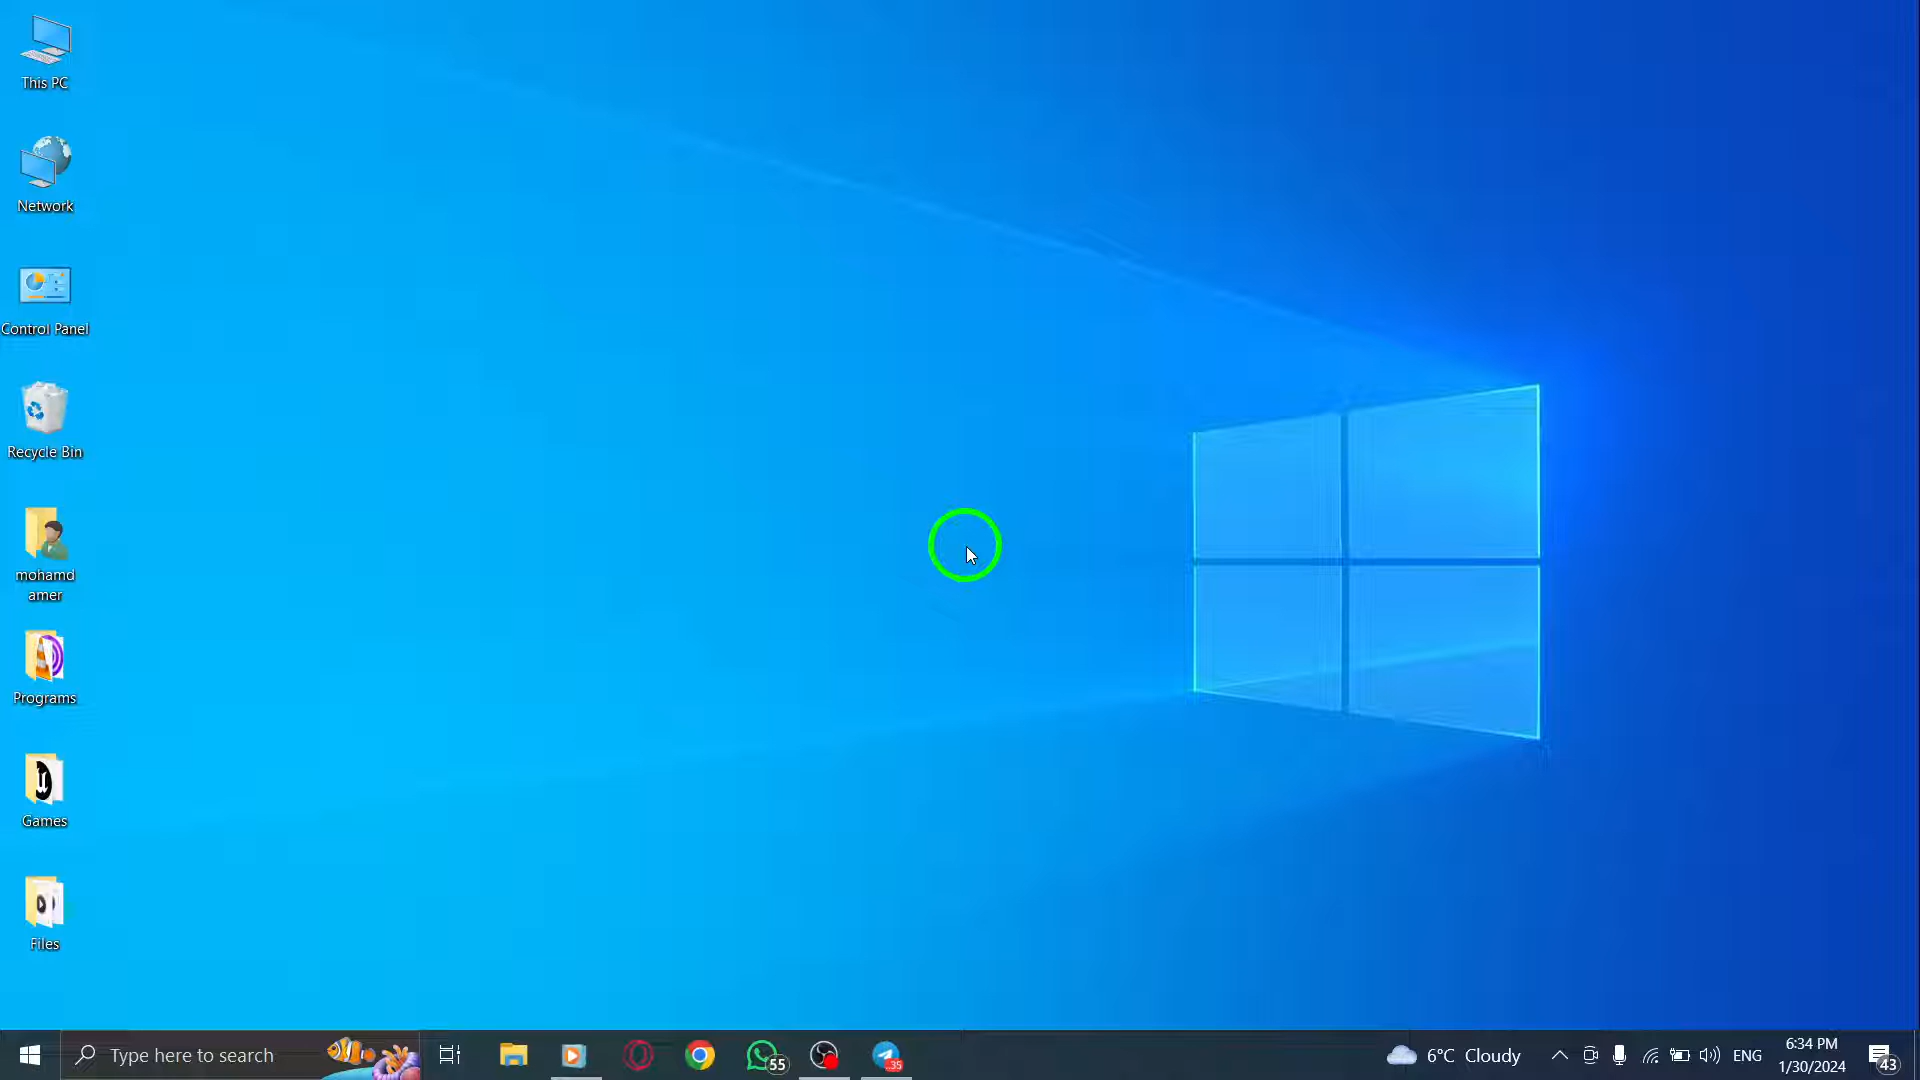 This PC
Network
Control Panel
Recycle Bin
mohamd
amer
Programs
Games
Files
Type here to search
55
35
6°C Cloudy
ENG
6:34 PM
1/30/2024
43